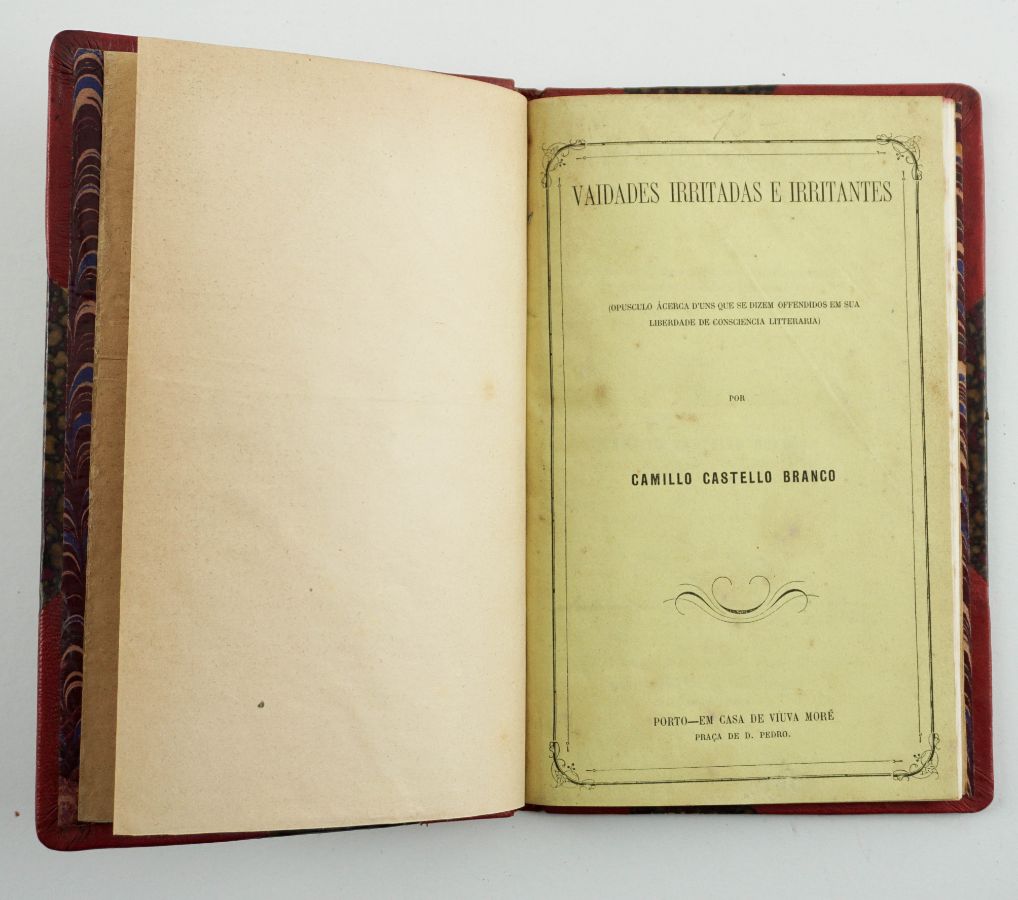 VAIDADES IRRITADAS E IRRITANTES
(OPUSCULO ÁCERCA D'UNS QUE SE DIZEM OFFENDIDOS EM SUA
LIBERDADE DE CONSCIENCIA LITTERARIA)
POR
CAMILLO CASTELLO BRANCO
PORTO—EM CASA DE VIUVA MORÉ
PRAÇA DE D. PEDRO.